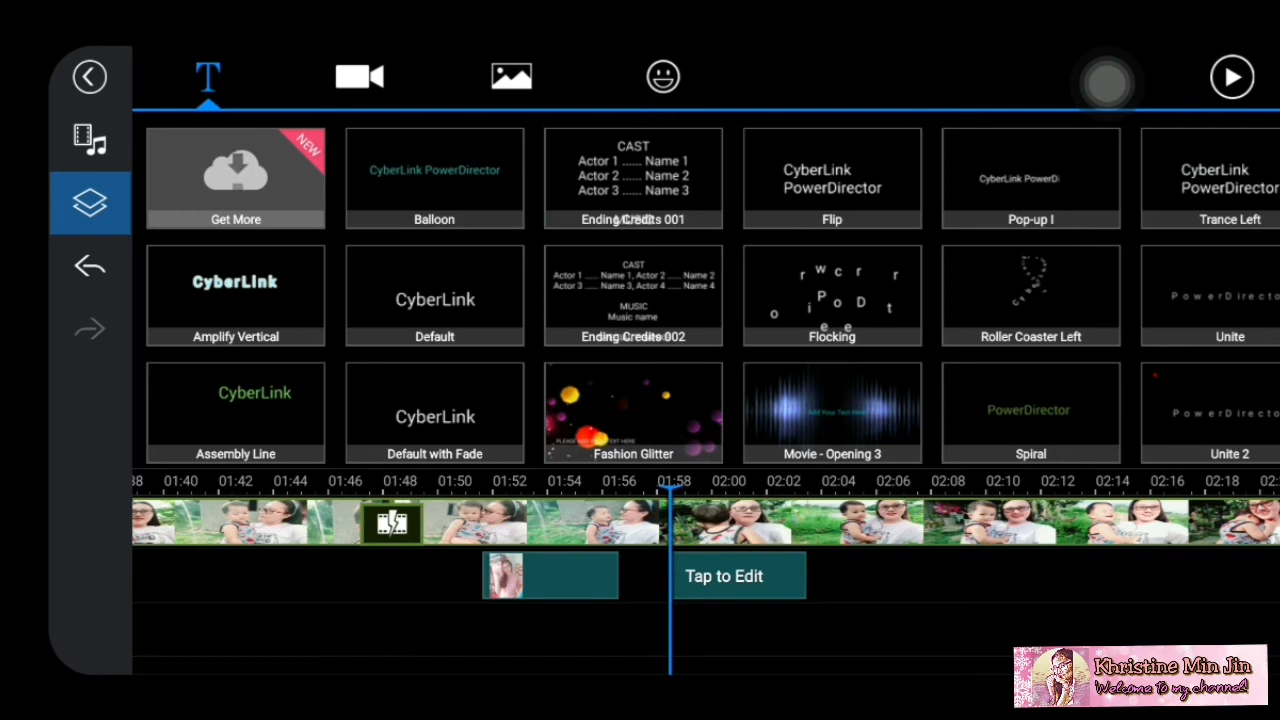 T
NEW
Get More
CyberLink PowerDirector
Balloon
CAST
Actor 1 ...... Name 1
Actor 2 ...... Name 2
Actor 3 ...... Name 3
Ending Credits 001
CyberLink
PowerDirector
Flip
CyberLink PowerDi
Pop-up I
CyberLink
PowerDirector
Trance Left
CyberLink
Amplify Vertical
CyberLink
Default
CAST
Actor 1 ...... Name 1, Actor 2 ...... Name 2
Actor 3 ...... Name 3, Actor 4 ...... Name 4
MUSIC
Music name
Ending Credits 002
r w c r r
o i P o D t
e e
Flocking
Roller Coaster Left
PowerDirecto
Unite
CyberLink
Assembly Line
CyberLink
Default with Fade
Fashion Glitter
Add Your Text Here
Movie - Opening 3
PowerDirector
Spiral
PowerDirecto
Unite 2
38 01:40 01:42 01:44 01:46 01:48 01:50 01:52 01:54 01:56 01:58 02:00 02:02 02:04 02:06 02:08 02:10 02:12 02:14 02:16 02:18 02:2
Tap to Edit
Khristine Min Jin
Welcome To my channel